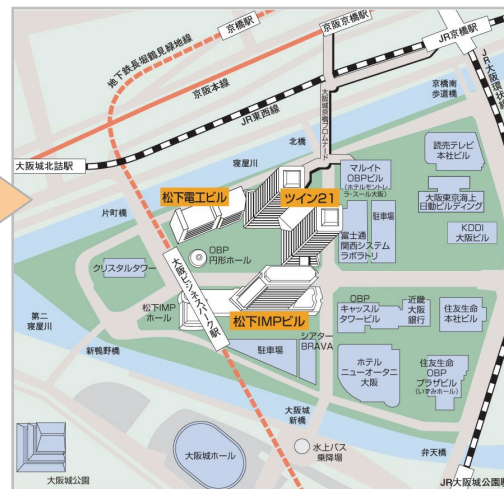 京橋駅
京阪京橋駅
JR京橋駅
地下鉄長堀鶴見緑地線
京阪本線
JR東西線
JR大阪環状
大阪城京橋プロムナード
京橋南
歩道橋
大阪城北詰駅
北橋
寝屋川
読売テレビ
本社ビル
マルイト
OBPビル
(ホテルモントレ
ラ・スール大阪)
松下電工ビル
ツイン21
大阪東京海上
日動ビルディング
片町橋
駐車場
富士通
関西システム
ラボラトリ
KDDI
大阪ビル
OBP
円形ホール
クリスタルタワー
大阪ビジネスパーク駅
松下IMP
ホール
OBP
キャッスル
タワービル
近畿
大阪
銀行
住友生命
本社ビル
第二
寝屋川
松下IMPビル
新鴫野橋
駐車場
シアター
BRAVA
ホテル
ニューオータニ
大阪
住友生命
OBP
プラザビル
(いずみホール)
大阪城
新橋
大阪城ホール
水上バス
乗降場
弁天橋
大阪城公園
JR大阪城公園駅